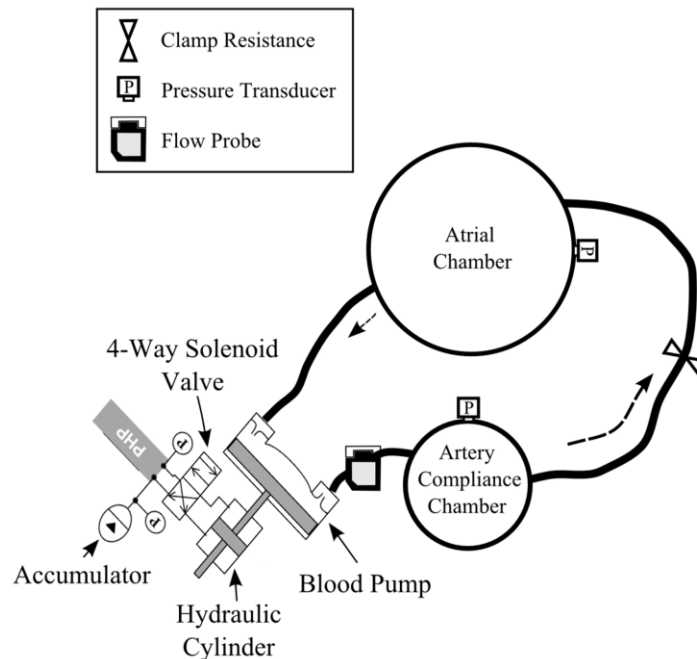 Clamp Resistance
P
Pressure Transducer
Flow Probe
Atrial
Chamber
P
4-Way Solenoid
Valve
PHP
P
P
P
Artery
Compliance
Chamber
Accumulator
Blood Pump
Hydraulic
Cylinder